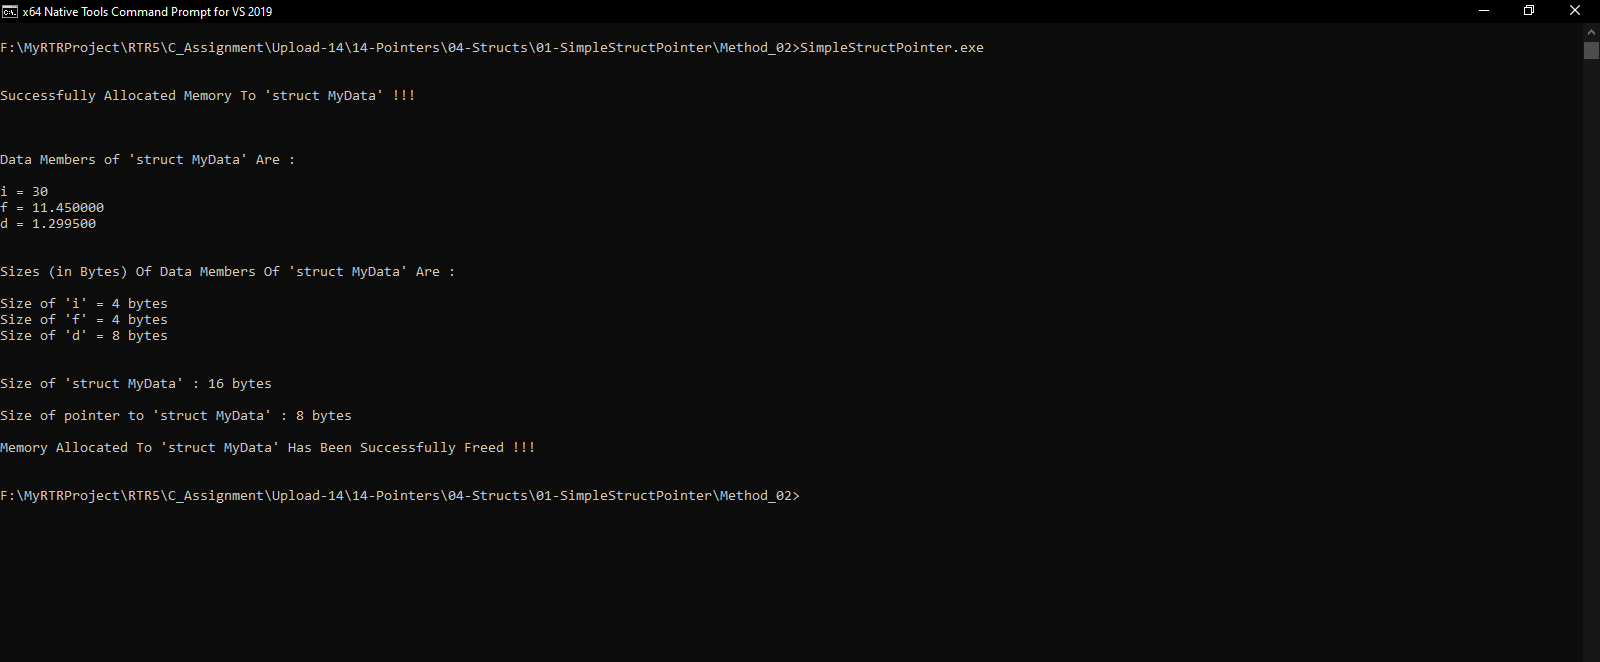 x64 Native Tools Command Prompt for VS 2019
F:\MyRTRProject\RTR5\C_Assignment\Upload-14\14-Pointers\04-Structs\01-SimpleStructPointer\Method_02>SimpleStructPointer.exe
Successfully Allocated Memory To 'struct MyData' !!!
Data Members of 'struct MyData' Are :
i = 30
f = 11.450000
d = 1.299500
Sizes (in Bytes) Of Data Members Of 'struct MyData' Are :
Size of 'i' = 4 bytes
Size of 'f' = 4 bytes
Size of 'd' = 8 bytes
Size of 'struct MyData' : 16 bytes
Size of pointer to 'struct MyData' : 8 bytes
Memory Allocated To 'struct MyData' Has Been Successfully Freed !!!
F:\MyRTRProject\RTR5\C_Assignment\Upload-14\14-Pointers\04-Structs\01-SimpleStructPointer\Method_02>